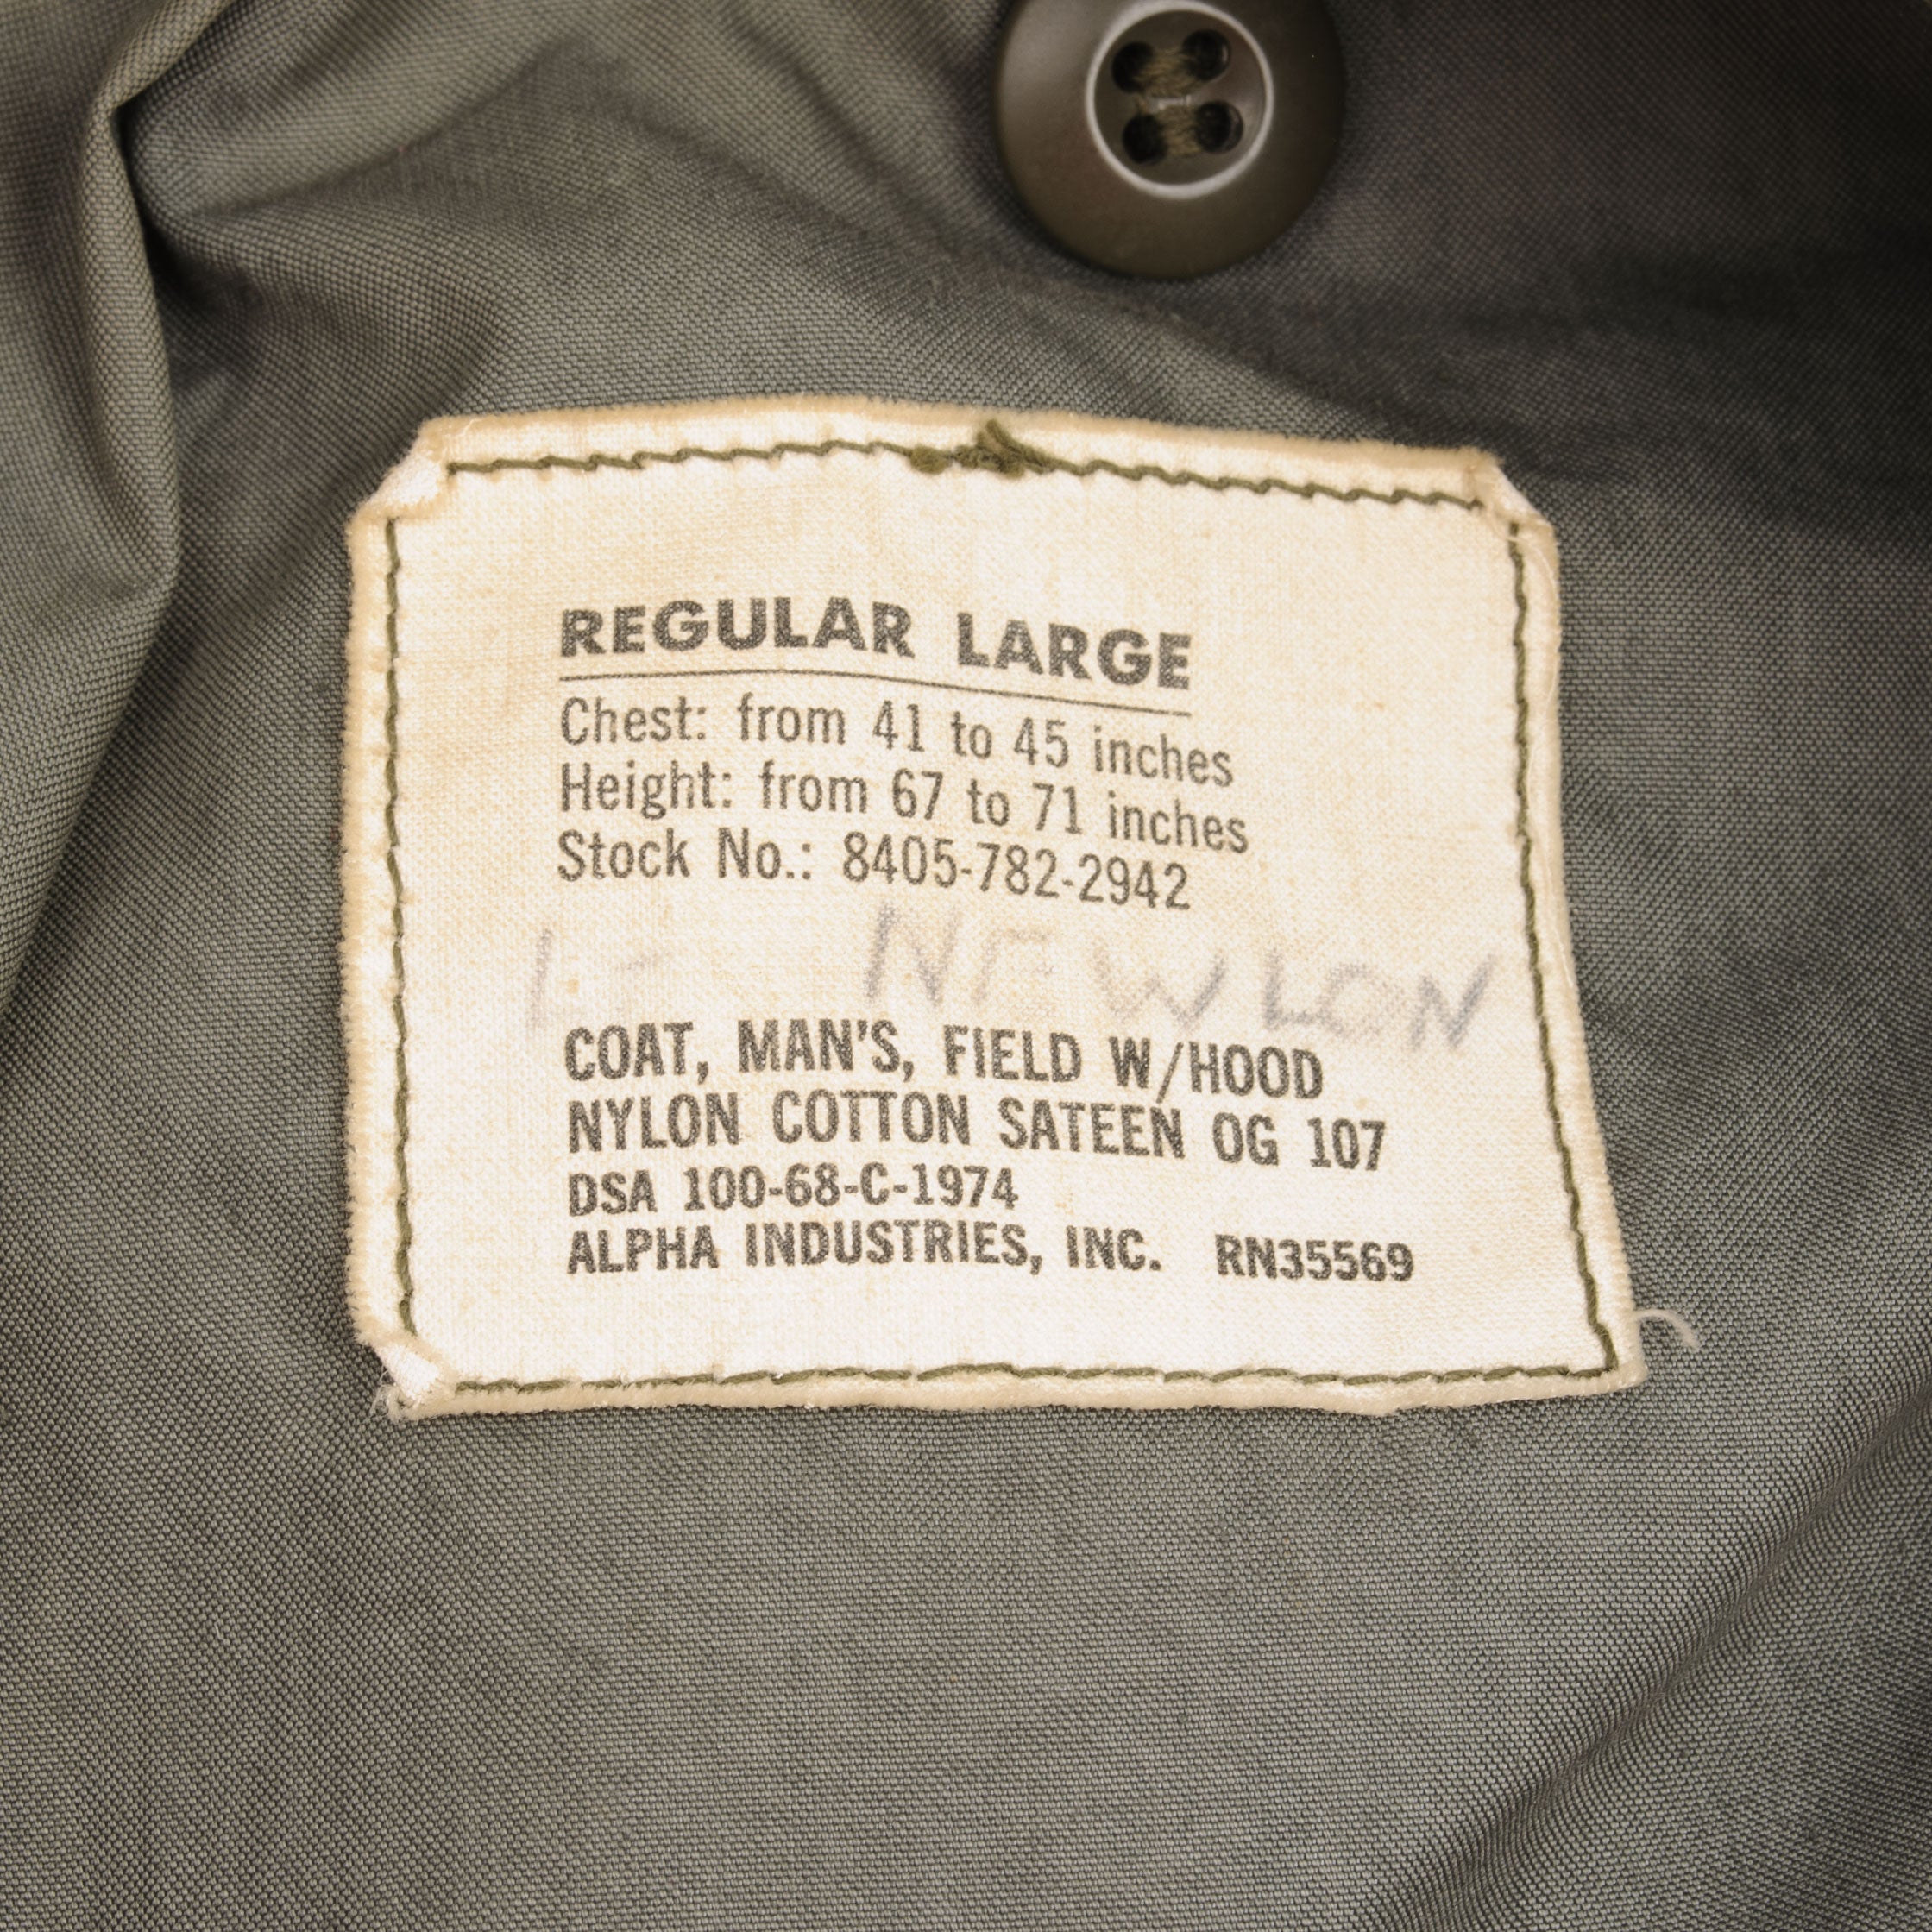 REGULAR LARGE
Chest: from 41 to 45 inches
Height: from 67 to 71 inches
Stock No.: 8405-782-2942
NEWLON
COAT, MAN'S, FIELD W/HOOD
NYLON COTTON SATEEN OG 107
DSA 100-68-C-1974
ALPHA INDUSTRIES, INC. RN35569